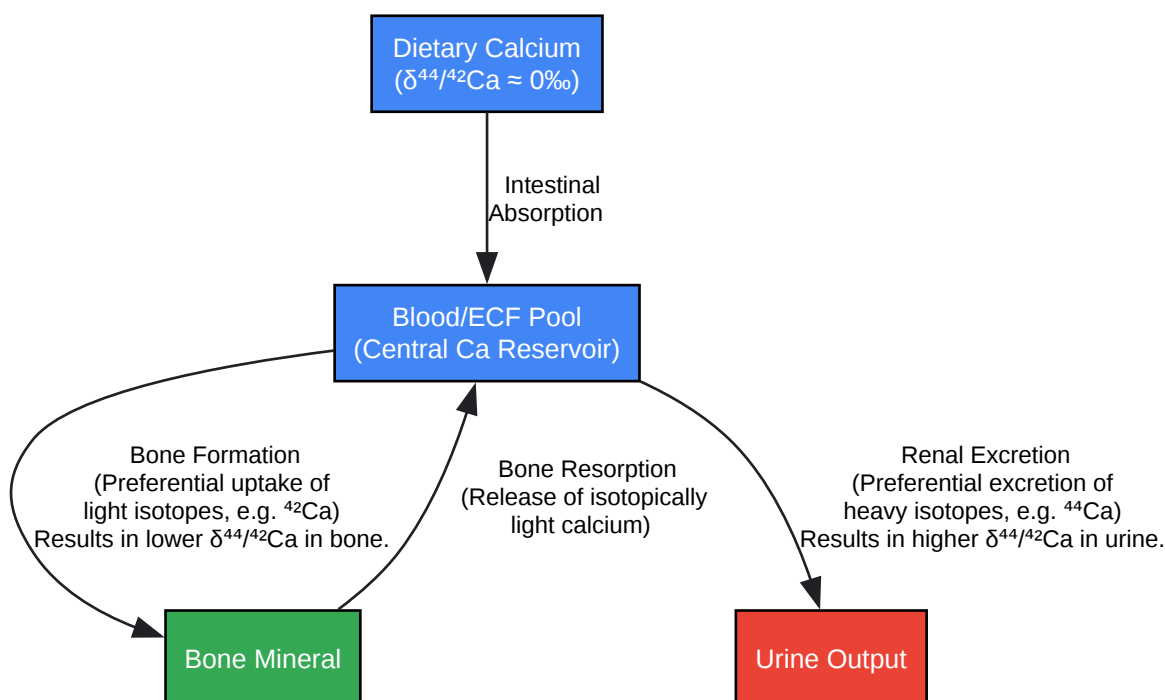 Dietary Calcium
(δ⁴⁴/⁴²Ca ≈ 0‰)
Intestinal
Absorption
Blood/ECF Pool
(Central Ca Reservoir)
Bone Formation
(Preferential uptake of
light isotopes, e.g. ⁴²Ca)
Results in lower δ⁴⁴/⁴²Ca in bone.
Bone Resorption
(Release of isotopically
light calcium)
Renal Excretion
(Preferential excretion of
heavy isotopes, e.g. ⁴⁴Ca)
Results in higher δ⁴⁴/⁴²Ca in urine.
Bone Mineral
Urine Output